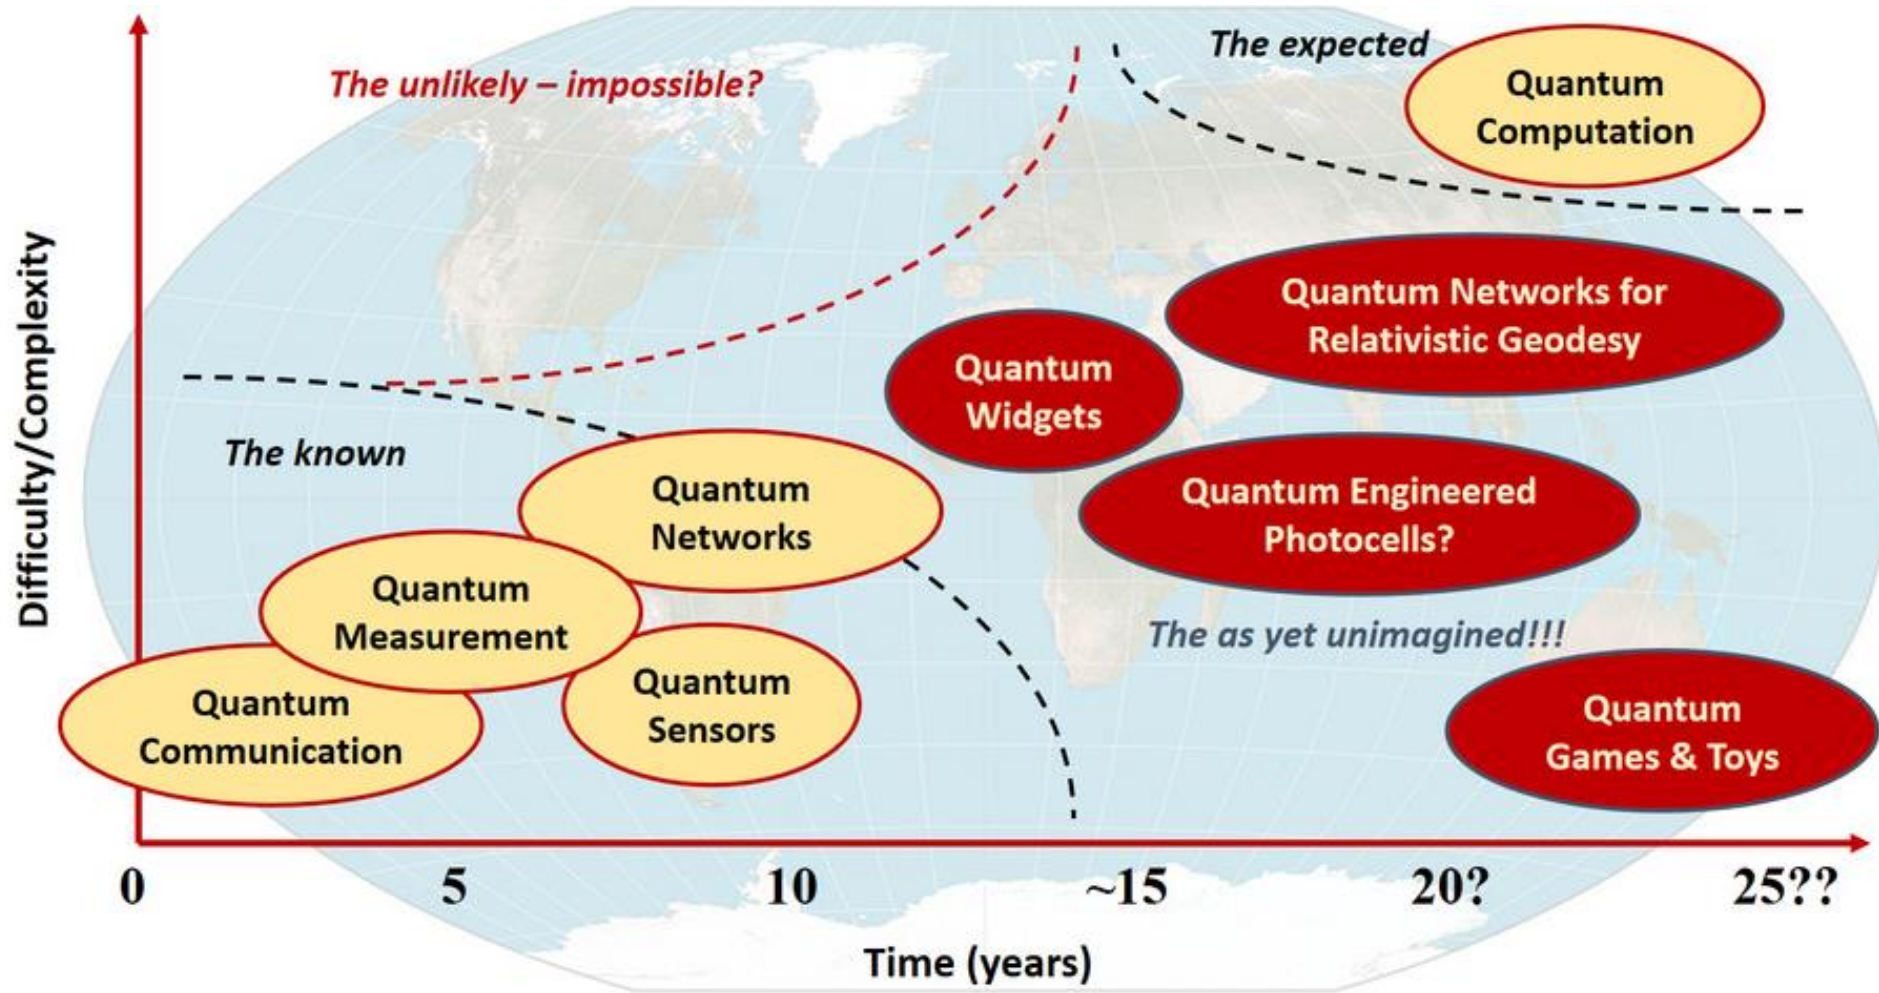 The expected
Quantum
Computation
The unlikely – impossible?
Quantum Networks for
Relativistic Geodesy
Quantum
Widgets
The known
Quantum
Networks
Quantum Engineered
Photocells?
Quantum
Measurement
The as yet unimagined!!!
Quantum
Communication
Quantum
Sensors
Quantum
Games & Toys
Difficulty/Complexity
0 5 10 ~15 20? 25??
Time (years)